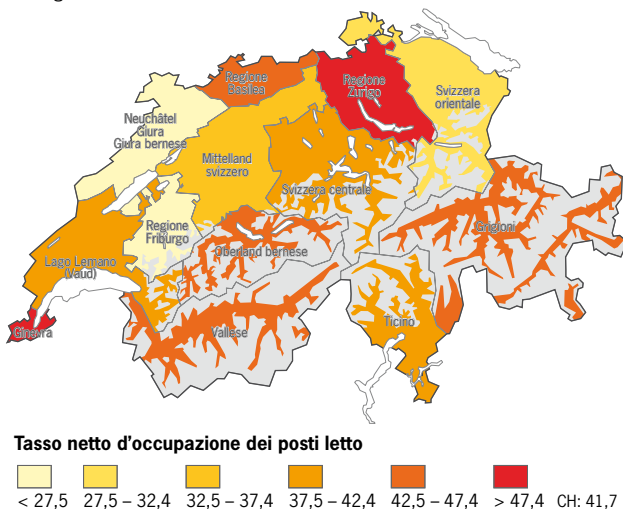 Regione
Basilea
Regione
Zurigo
Svizzera
orientale
Neuchâtel
Giura
Giura bernese
Mittelland
svizzero
Svizzera centrale
Regione
Friburgo
Grigioni
Oberland bernese
Lago Lemano
(Vaud)
Ginevra
Vallese
Ticino
Tasso netto d'occupazione dei posti letto
< 27,5 27,5 – 32,4 32,5 – 37,4 37,5 – 42,4 42,5 – 47,4 > 47,4 CH: 41,7